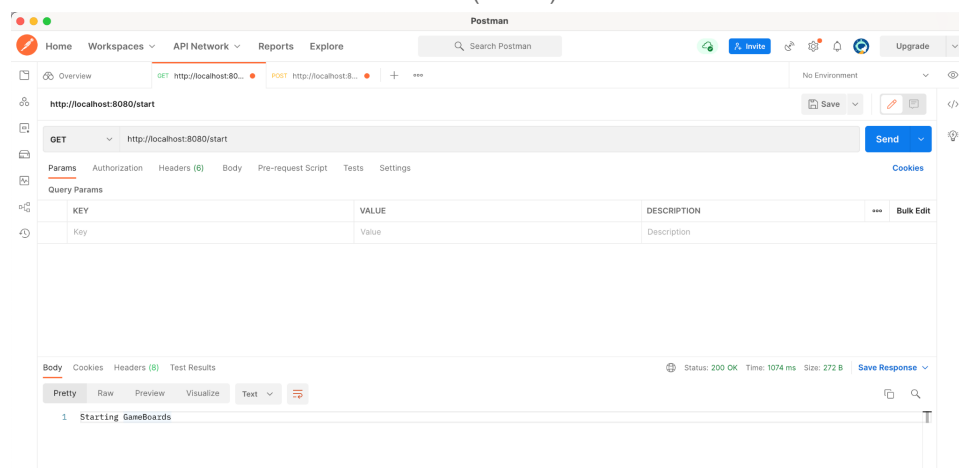 Postman
Home Workspaces API Network Reports Explore Search Postman Invite Upgrade
Overview GET http://localhost:80... POST http://localhost:8... No Environment
http://localhost:8080/start Save
GET http://localhost:8080/start Send
Params Authorization Headers (6) Body Pre-request Script Tests Settings Cookies
Query Params
KEY VALUE DESCRIPTION Bulk Edit
Key Value Description
Body Cookies Headers (8) Test Results Status: 200 OK Time: 1074 ms Size: 272 B Save Response
Pretty Raw Preview Visualize Text
1 Starting GameBoards